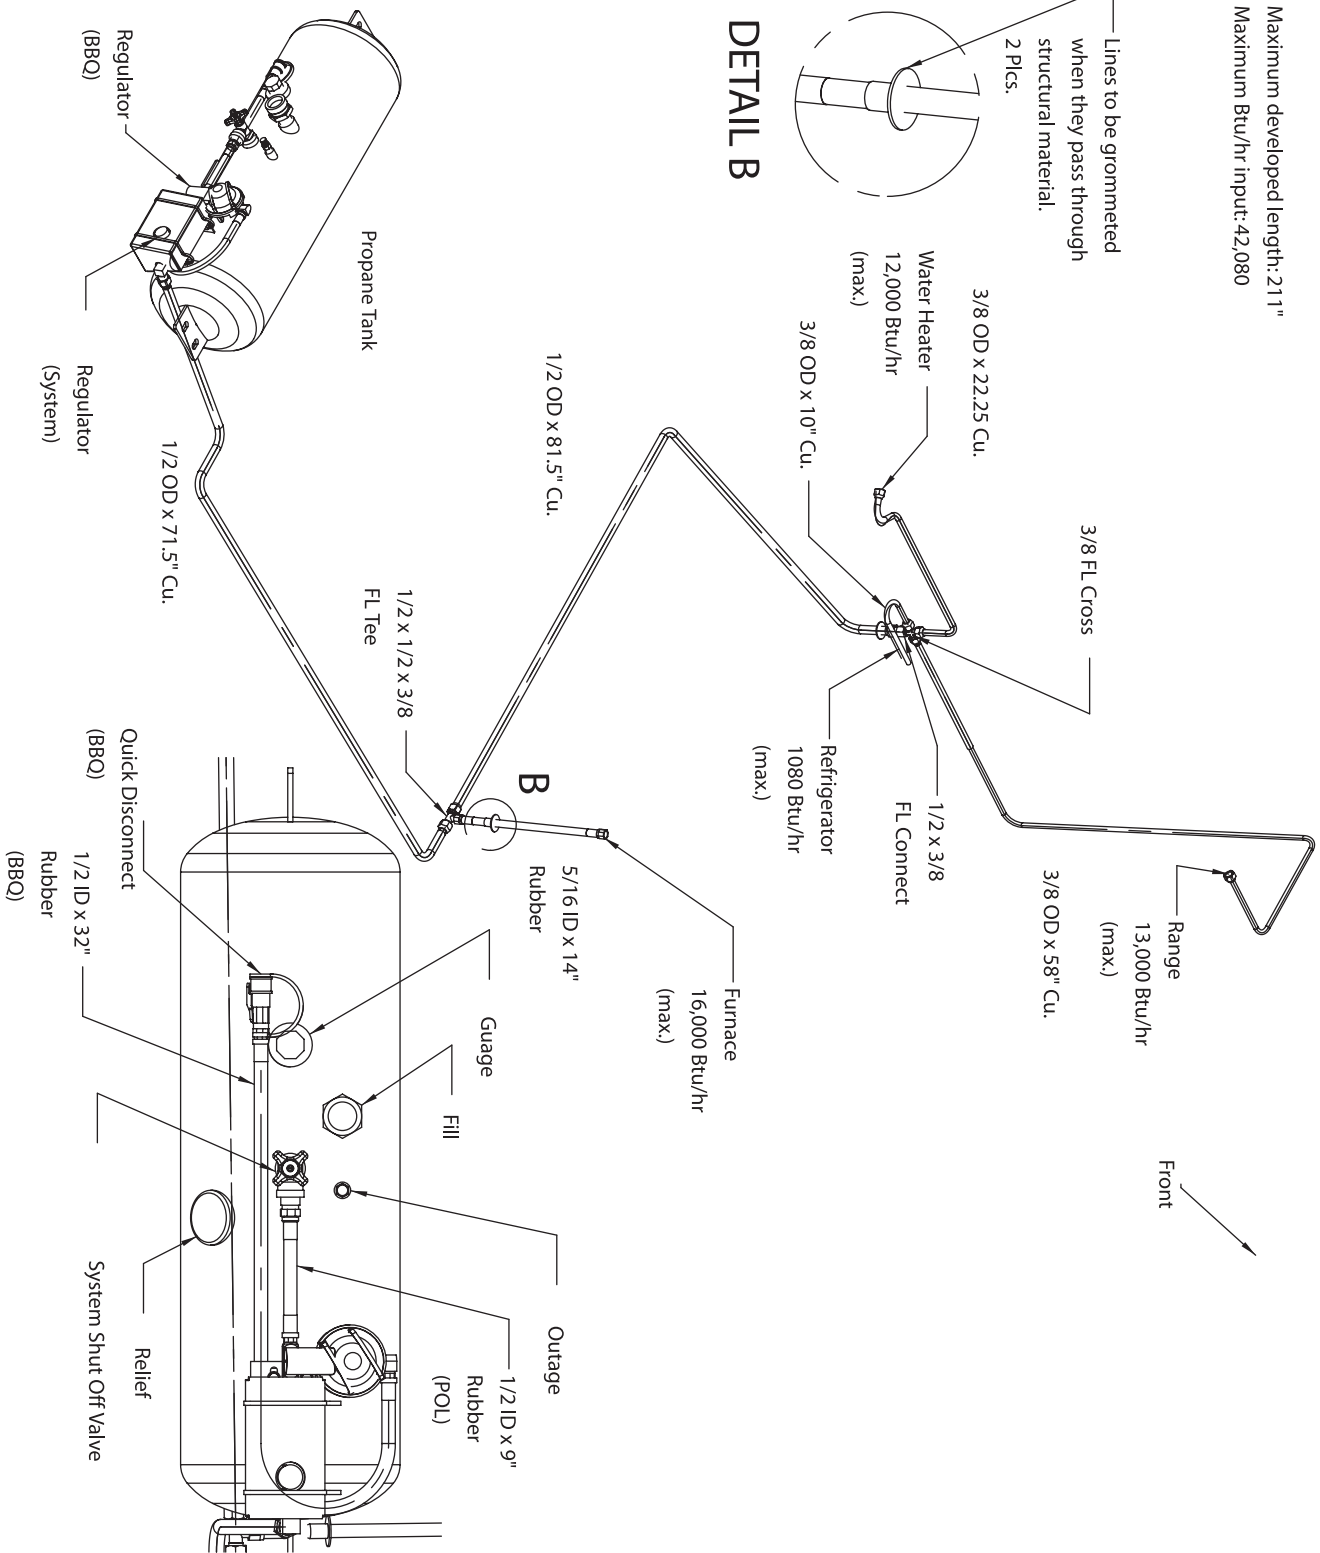 Maximum developed length: 211"
Maximum Btu/hr input: 42,080
Lines to be grommeted
when they pass through
structural material.
2 Plcs.
DETAIL B
Regulator
(BBQ)
Propane Tank
Regulator
(System)
Water Heater
12,000 Btu/hr
(max.)
3/8 OD x 22.25 Cu.
3/8 OD x 10" Cu.
1/2 OD x 81.5" Cu.
1/2 OD x 71.5" Cu.
3/8 FL Cross
1/2 x 1/2 x 3/8
FL Tee
Refrigerator
1080 Btu/hr
(max.)
1/2 x 3/8
FL Connect
3/8 OD x 58" Cu.
Range
13,000 Btu/hr
(max.)
B
5/16 ID x 14"
Rubber
Furnace
16,000 Btu/hr
(max.)
Front
Quick Disconnect
(BBQ)
1/2 ID x 32"
Rubber
(BBQ)
Guage
Fill
Outage
1/2 ID x 9"
Rubber
(POL)
Relief
System Shut Off Valve